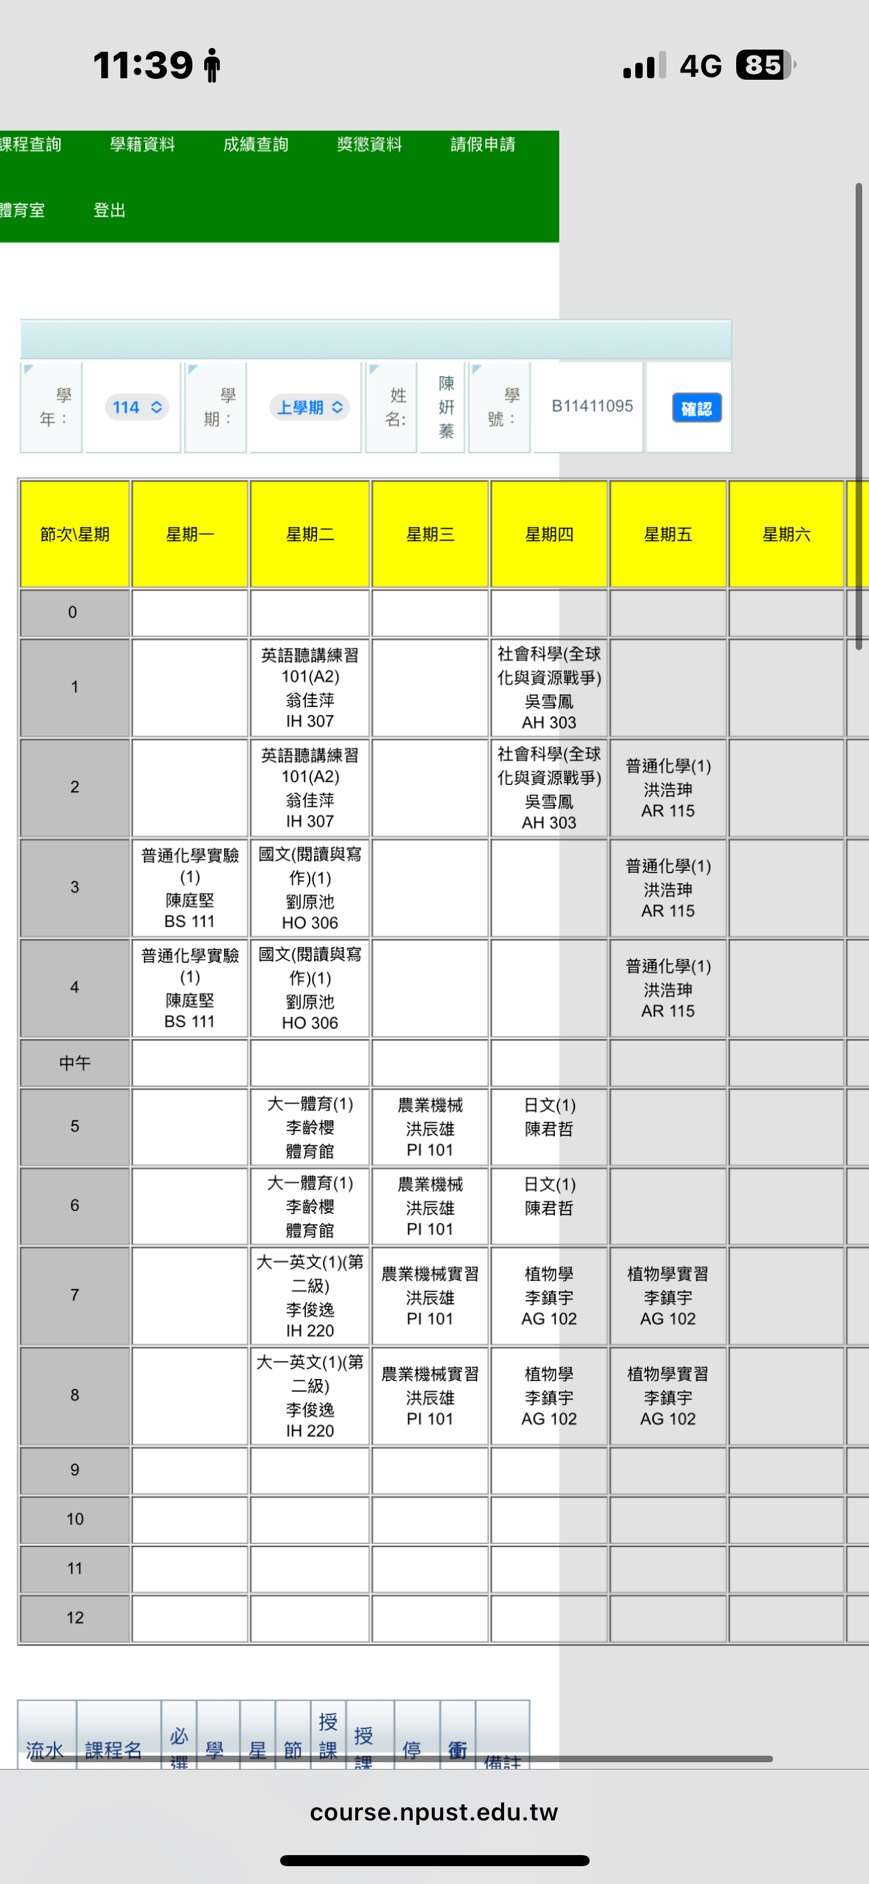 11:39 4G 85
課程查詢 學籍資料 成績查詢 獎懲資料 請假申請
體育室 登出
學年: 114 學期: 上學期 姓名: 陳妍蓁 學號: B11411095 確認
節次\星期 星期一 星期二 星期三 星期四 星期五 星期六
0
1
英語聽講練習
101(A2)
翁佳萍
IH 307
社會科學(全球
化與資源戰爭)
吳雪鳳
AH 303
2
英語聽講練習
101(A2)
翁佳萍
IH 307
社會科學(全球
化與資源戰爭)
吳雪鳳
AH 303
普通化學(1)
洪浩珅
AR 115
3
普通化學實驗
(1)
陳庭堅
BS 111
國文(閱讀與寫
作)(1)
劉原池
HO 306
普通化學(1)
洪浩珅
AR 115
4
普通化學實驗
(1)
陳庭堅
BS 111
國文(閱讀與寫
作)(1)
劉原池
HO 306
普通化學(1)
洪浩珅
AR 115
中午
5
大一體育(1)
李齡櫻
體育館
農業機械
洪辰雄
PI 101
日文(1)
陳君哲
6
大一體育(1)
李齡櫻
體育館
農業機械
洪辰雄
PI 101
日文(1)
陳君哲
7
大一英文(1)(第
二級)
李俊逸
IH 220
農業機械實習
洪辰雄
PI 101
植物學
李鎮宇
AG 102
植物學實習
李鎮宇
AG 102
8
大一英文(1)(第
二級)
李俊逸
IH 220
農業機械實習
洪辰雄
PI 101
植物學
李鎮宇
AG 102
植物學實習
李鎮宇
AG 102
9
10
11
12
流水 課程名 必選 學 星 節 授課 授課 停 衝 備註
course.npust.edu.tw